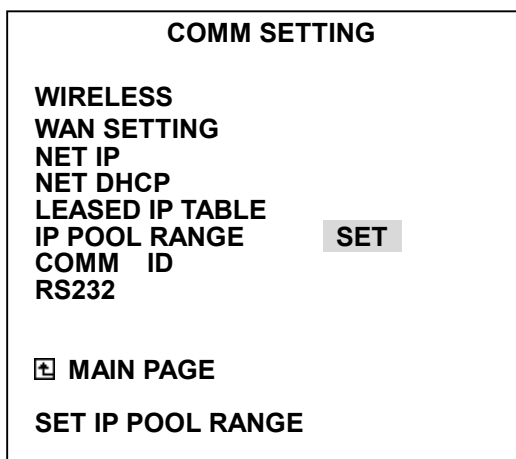 COMM SETTING
WIRELESS
WAN SETTING
NET IP
NET DHCP
LEASED IP TABLE
IP POOL RANGE SET
COMM ID
RS232
MAIN PAGE
SET IP POOL RANGE